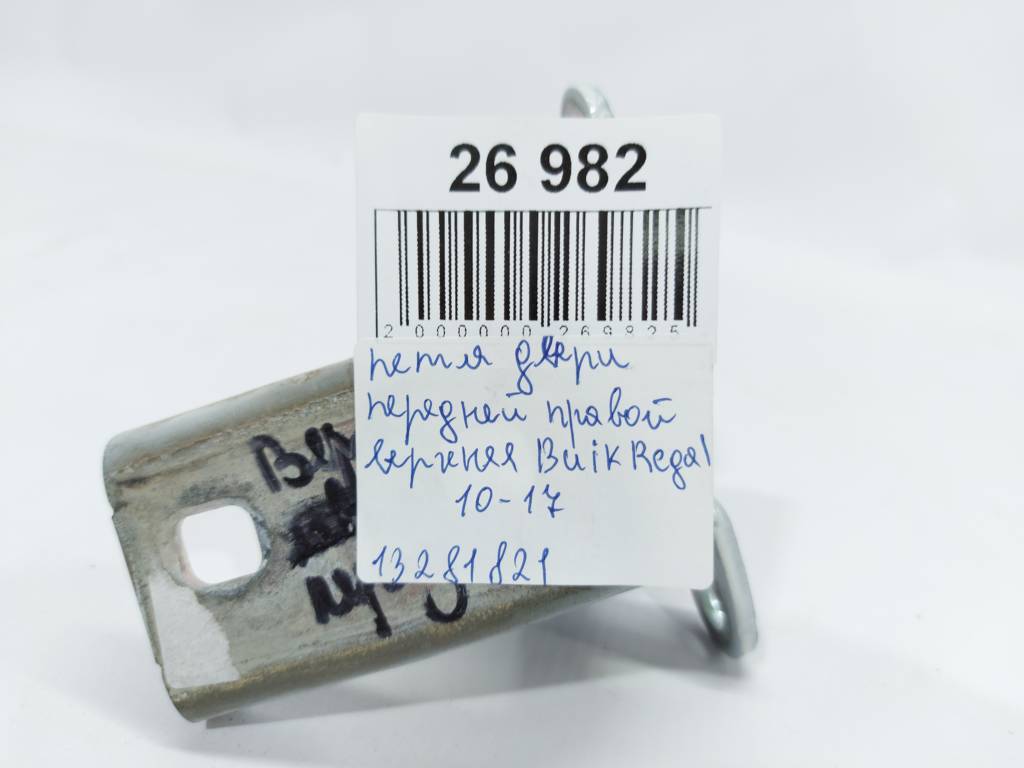 26 982
2 000000 269825
петля двери
передней правой
верхняя Buik Regal
10-17
13281821